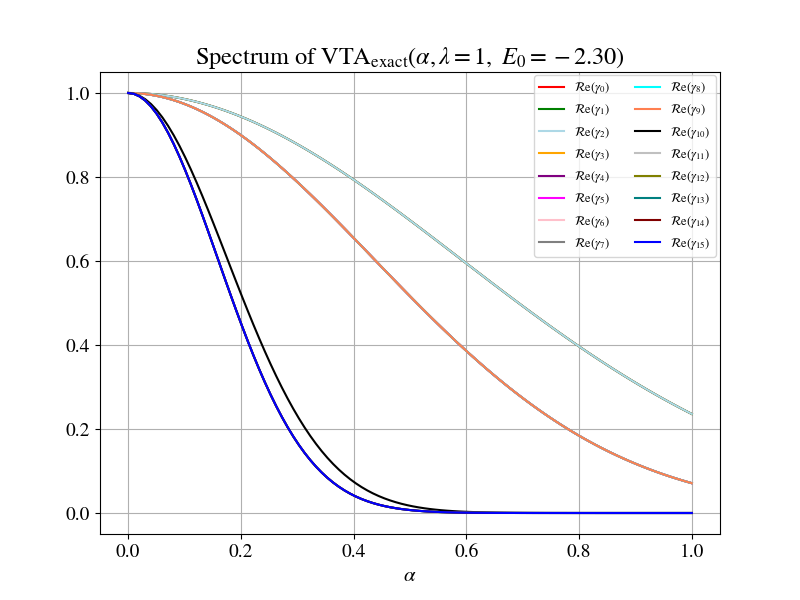 Spectrum of VTA_exact(α, λ = 1, E₀ = −2.30)
1.0
0.8
0.6
0.4
0.2
0.0
ℛe(γ₀) ℛe(γ₈)
ℛe(γ₁) ℛe(γ₉)
ℛe(γ₂) ℛe(γ₁₀)
ℛe(γ₃) ℛe(γ₁₁)
ℛe(γ₄) ℛe(γ₁₂)
ℛe(γ₅) ℛe(γ₁₃)
ℛe(γ₆) ℛe(γ₁₄)
ℛe(γ₇) ℛe(γ₁₅)
0.0 0.2 0.4 0.6 0.8 1.0
α